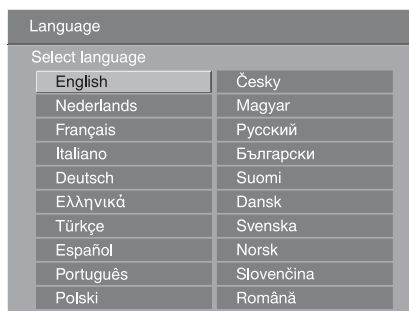 Language
Select language
English
Nederlands
Français
Italiano
Deutsch
Ελληνικά
Türkçe
Español
Português
Polski
Česky
Magyar
Русский
Български
Suomi
Dansk
Svenska
Norsk
Slovenčina
Română